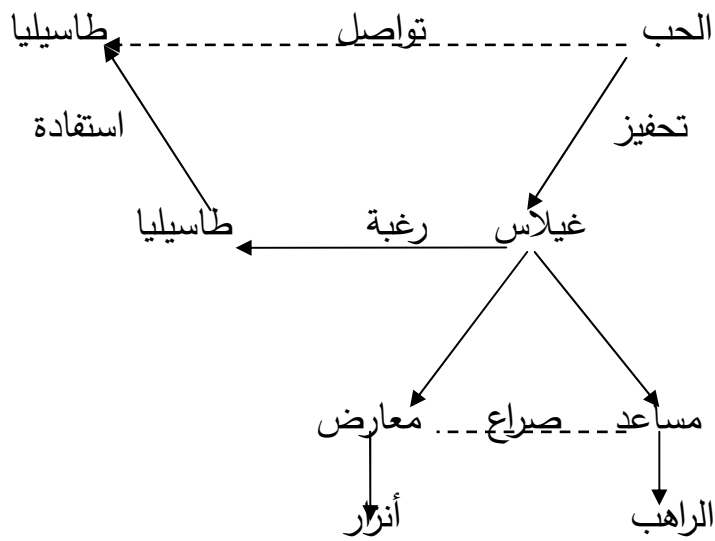 الحب تواصل طاسيليا
تحفيز استفادة
غيلاس رغبة طاسيليا
مساعد صراع معارض
الراهب أنزار